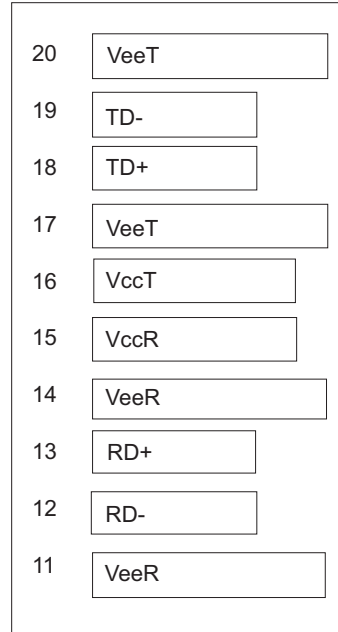 20 VeeT
19 TD-
18 TD+
17 VeeT
16 VccT
15 VccR
14 VeeR
13 RD+
12 RD-
11 VeeR